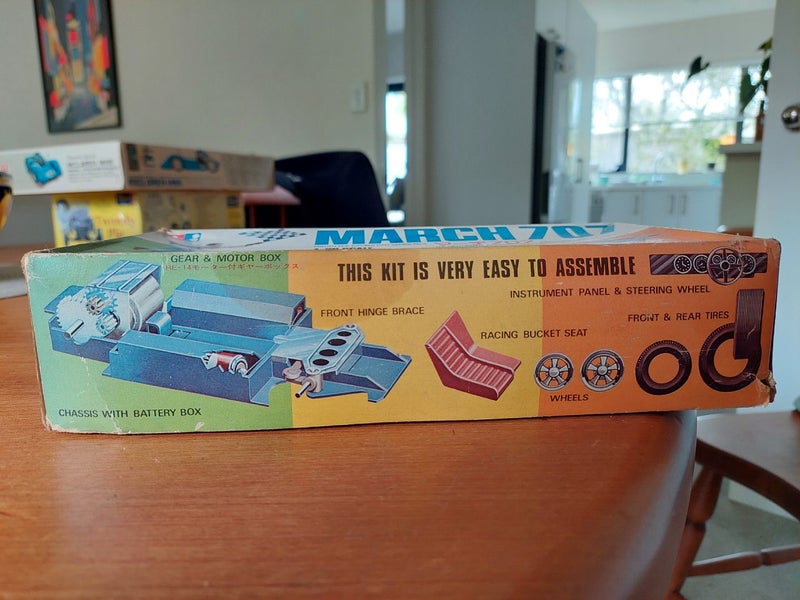 MARCH 707
GEAR & MOTOR BOX
RE-14モーター付ギヤーボックス
THIS KIT IS VERY EASY TO ASSEMBLE
INSTRUMENT PANEL & STEERING WHEEL
FRONT HINGE BRACE
FRONT & REAR TIRES
RACING BUCKET SEAT
WHEELS
CHASSIS WITH BATTERY BOX